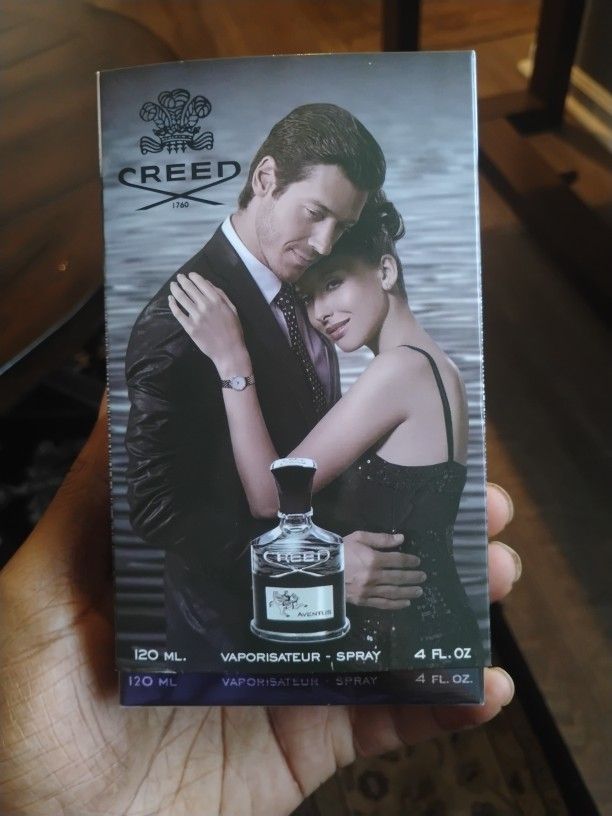 CREED
1760
CREED
AVENTUS
120 ML. VAPORISATEUR - SPRAY 4 FL. OZ
120 ML VAPORISATEUR - SPRAY 4 FL. OZ.